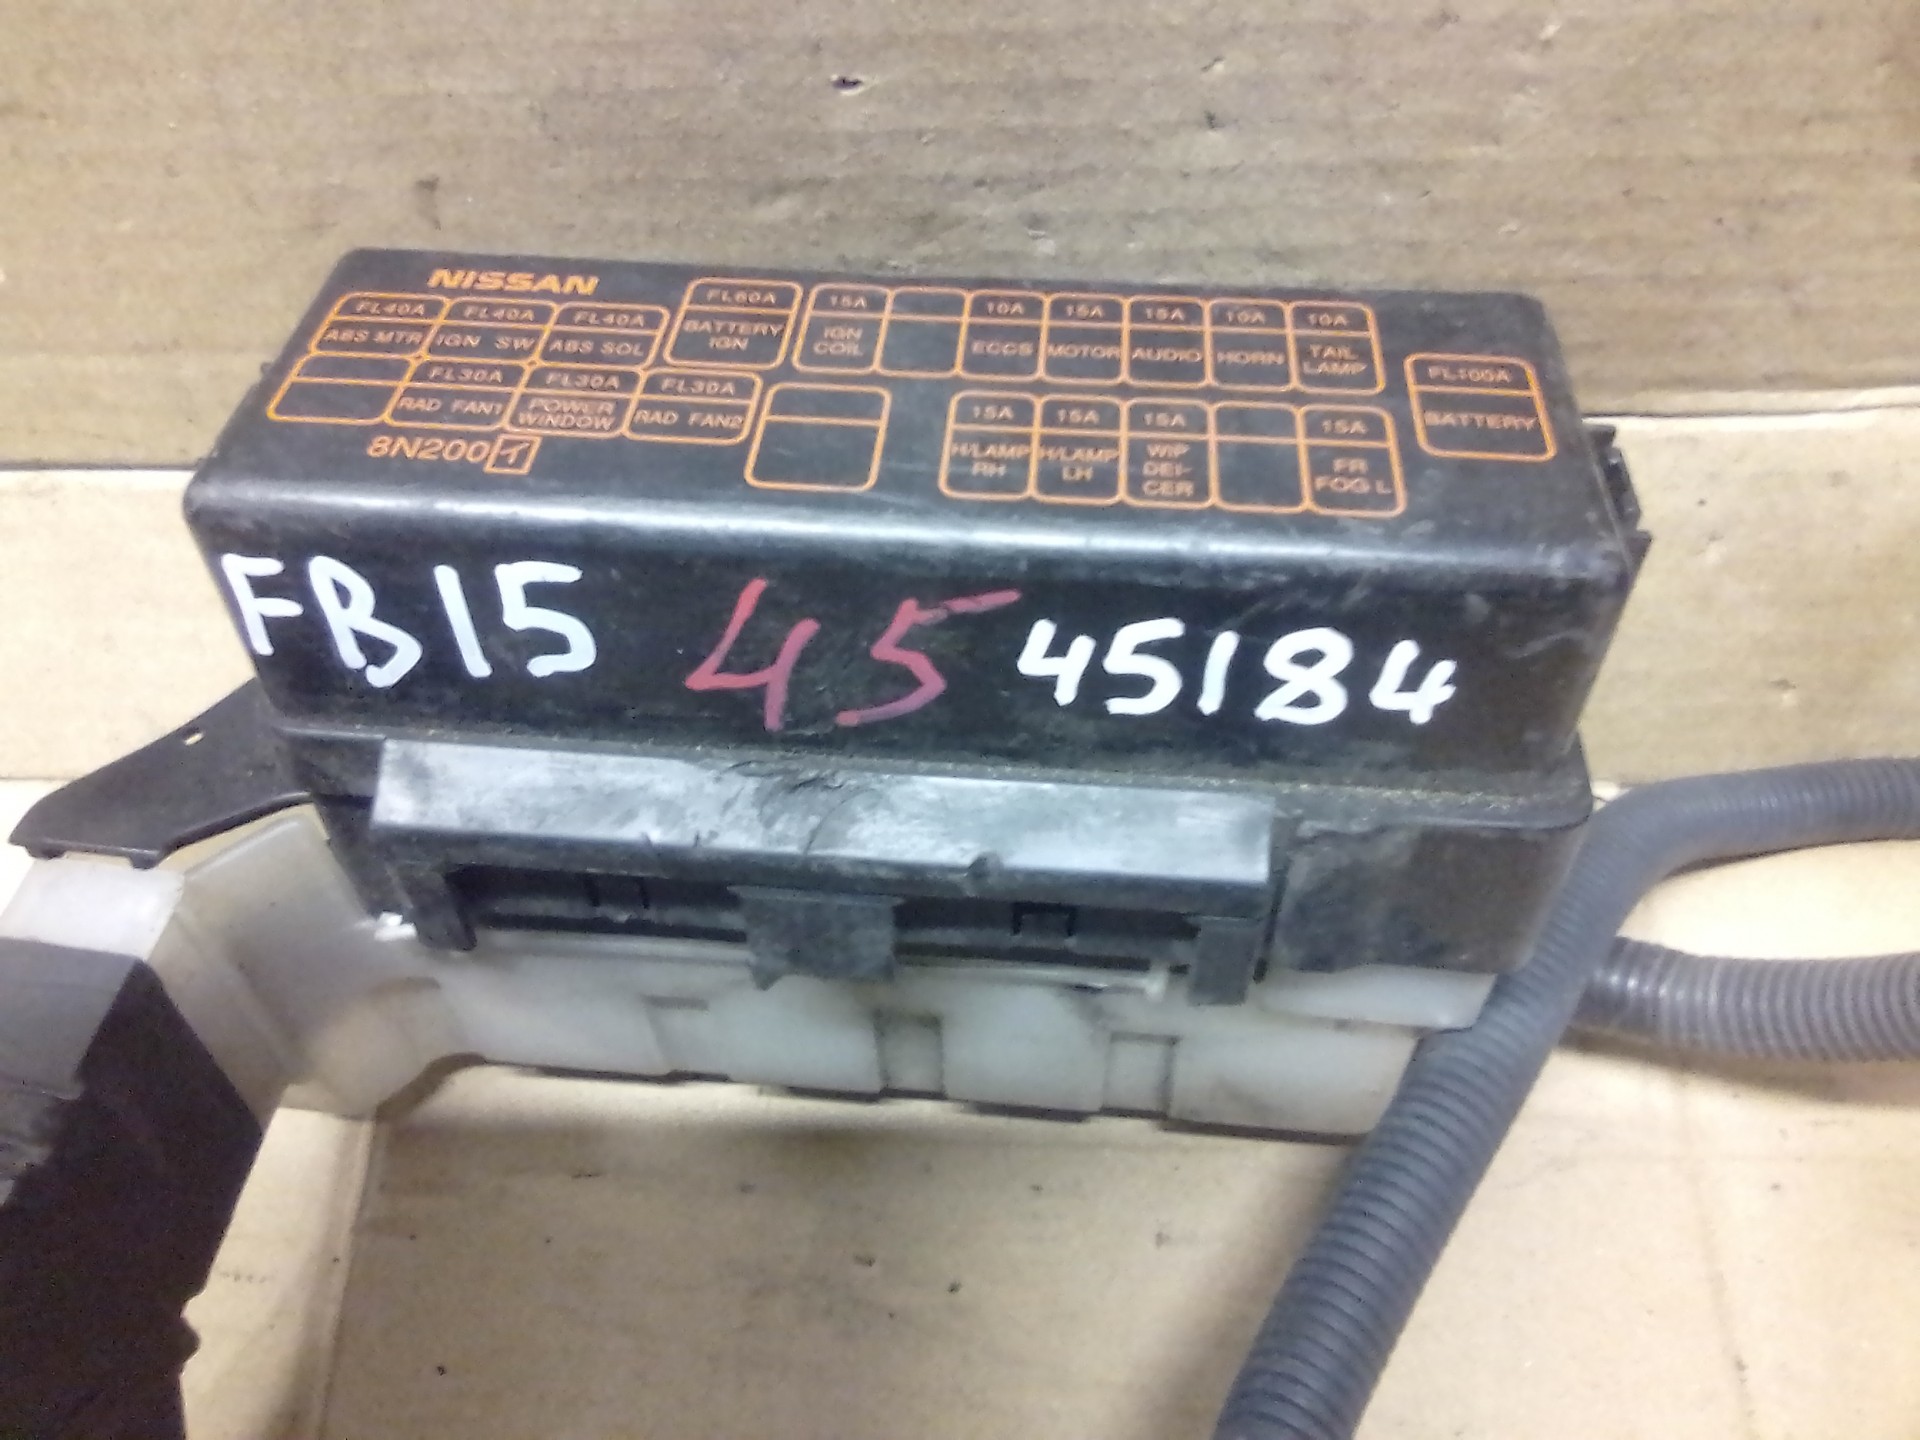 NISSAN
FL40A FL40A FL40A FL60A 15A 10A 15A 15A 10A 10A
ABS MTR IGN SW ABS SOL BATTERY IGN IGN COIL ECCS MOTOR AUDIO HORN TAIL LAMP
FL30A FL30A FL30A 15A 15A 15A 15A FL100A
RAD FAN1 POWER WINDOW RAD FAN2 H/LAMP RH H/LAMP LH WIP DEI-CER FR FOG L BATTERY
8N200 イ
FB15 45 45184